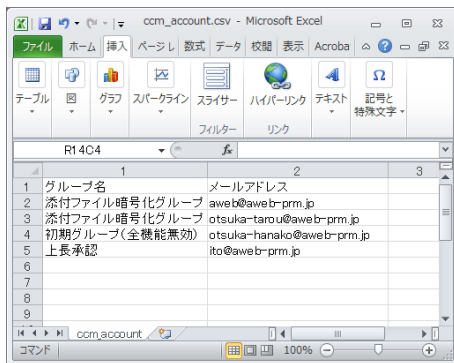 ccm_account.csv - Microsoft Excel
ファイル ホーム 挿入 ページレ 数式 データ 校閲 表示 Acroba
テーブル 図 グラフ スパークライン スライサー ハイパーリンク テキスト 記号と特殊文字
フィルター リンク
R14C4 fx
1 2 3
1 グループ名 メールアドレス
2 添付ファイル暗号化グループ aweb@aweb-prm.jp
3 添付ファイル暗号化グループ otsuka-tarou@aweb-prm.jp
4 初期グループ(全機能無効) otsuka-hanako@aweb-prm.jp
5 上長承認 ito@aweb-prm.jp
6
7
8
9
ccm_account
コマンド 100%